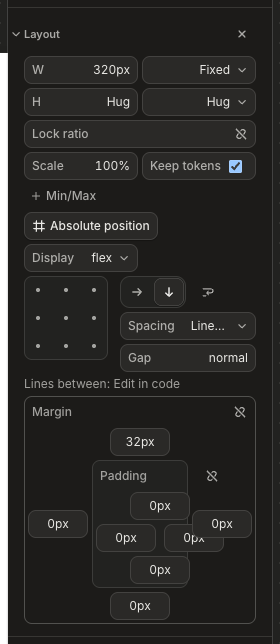 Layout
W 320px Fixed
H Hug Hug
Lock ratio
Scale 100% Keep tokens
Min/Max
Absolute position
Display flex
Spacing Line...
Gap normal
Lines between: Edit in code
Margin
32px
Padding
0px
0px 0px 0px 0px
0px
0px